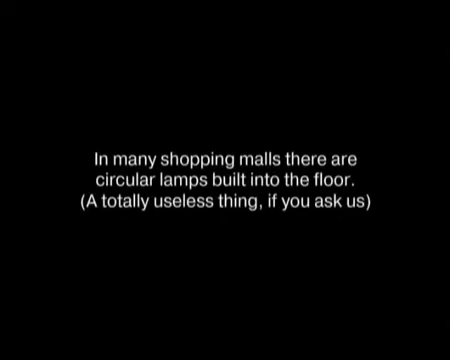 In many shopping malls there are
circular lamps built into the floor.
(A totally useless thing, if you ask us)